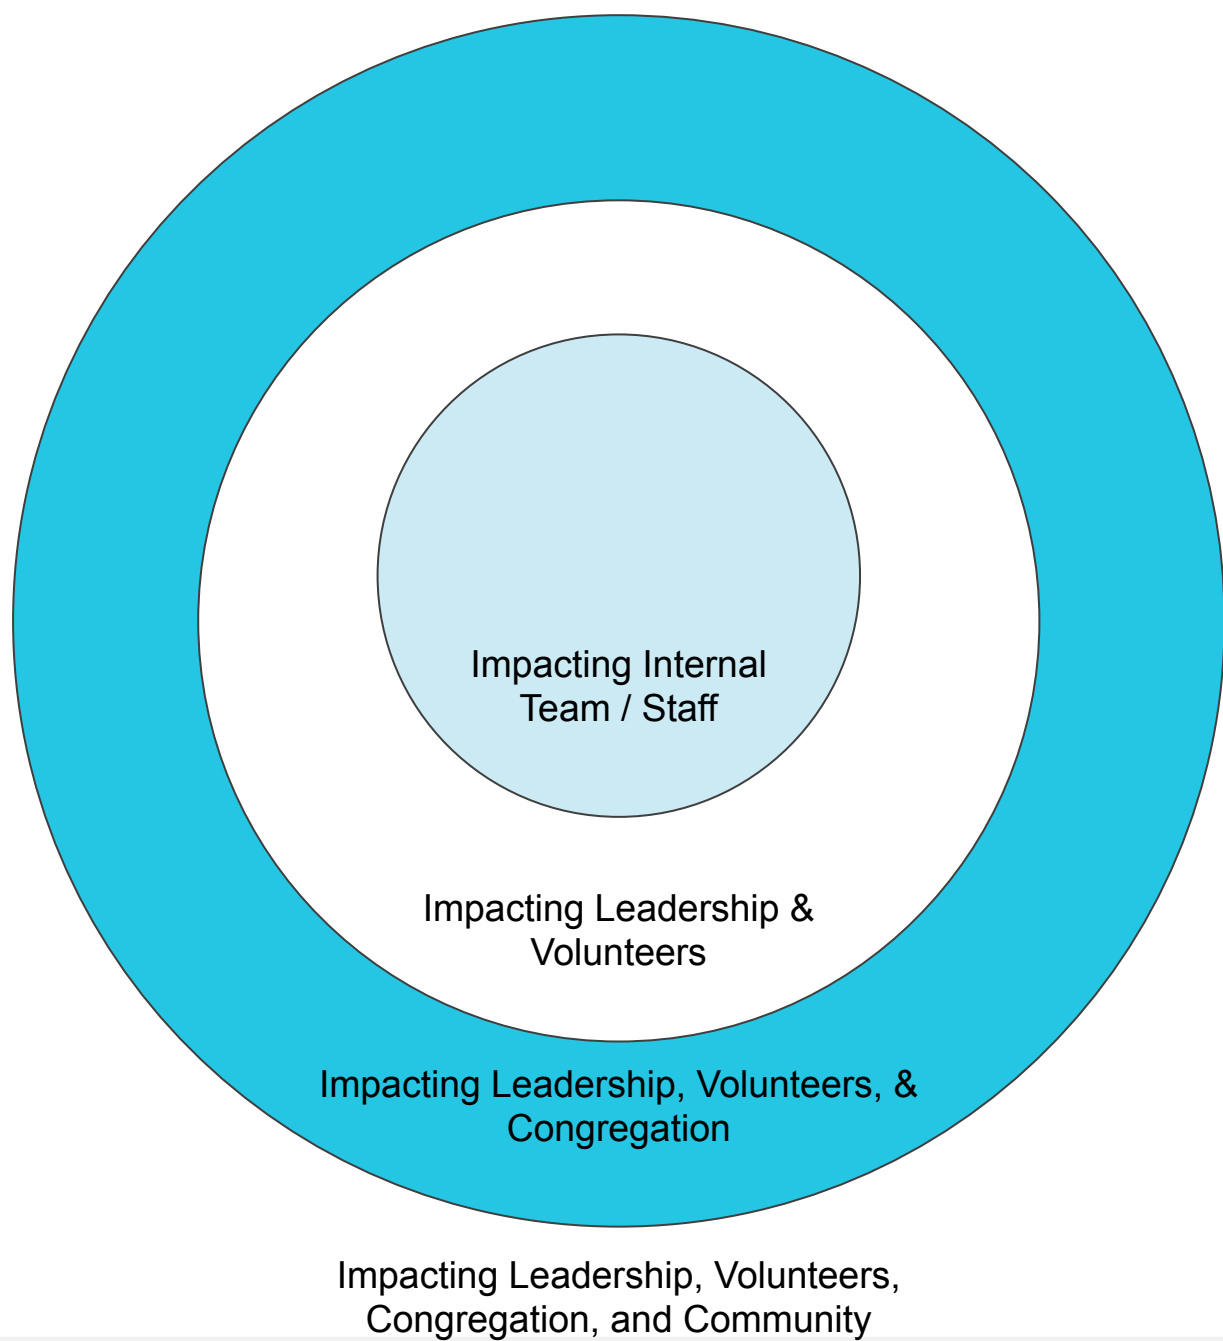 Impacting Internal
Team / Staff
Impacting Leadership &
Volunteers
Impacting Leadership, Volunteers, &
Congregation
Impacting Leadership, Volunteers,
Congregation, and Community